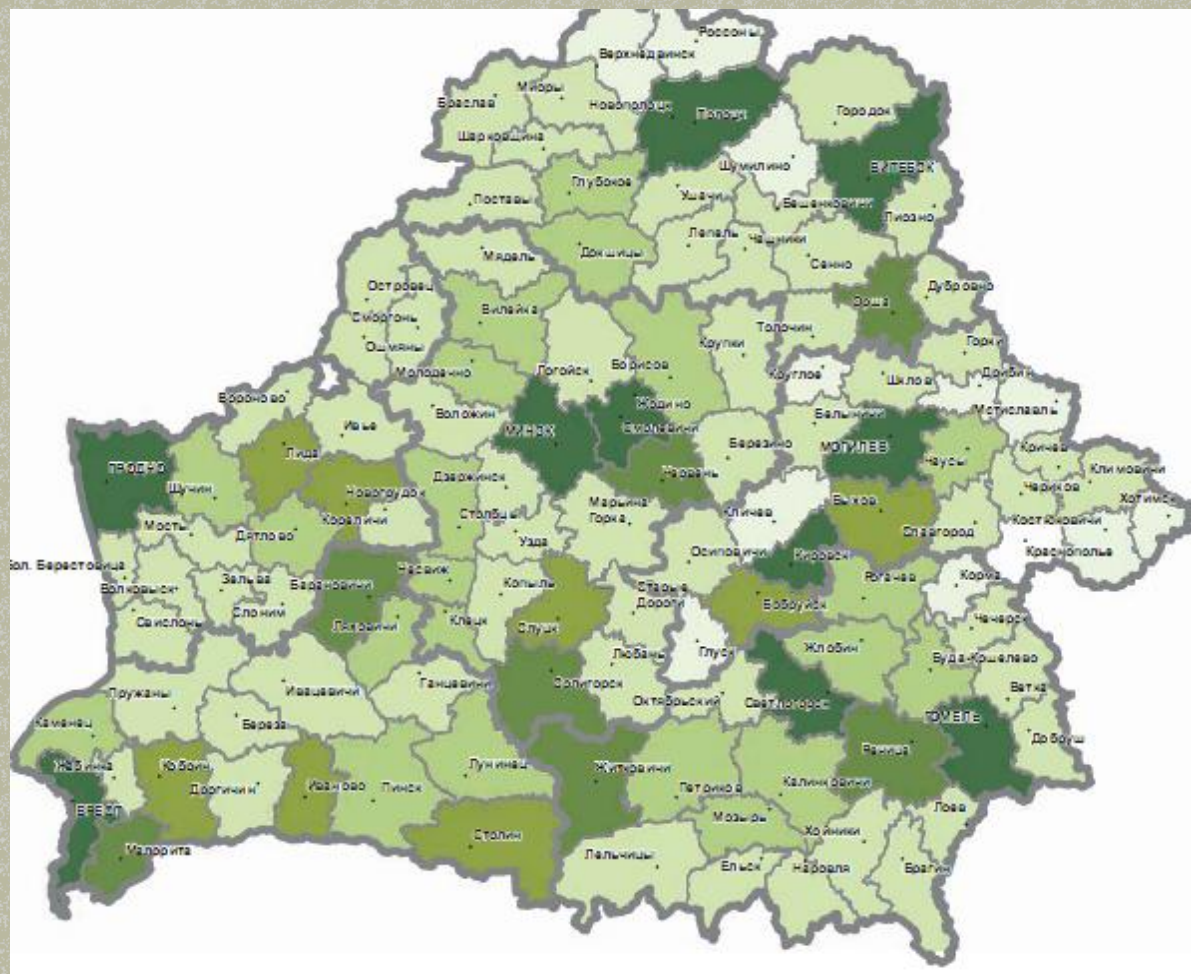 Россоны
Верхнедвинск
Миоры
Браслав
Новополоцк
Полоцк
Городок
Шарковщина
Шумилино
ВИТЕБСК
Глубокое
Ушачи
Бешенковичи
Поставы
Лиозно
Лепель
Чашники
Докшицы
Мядель
Сенно
Островец
Дубровно
Вилейка
Орша
Сморгонь
Толочин
Крупки
Ошмяны
Горки
Логойск
Борисов
Молодечно
Круглое
Шклов
Дрибин
Вороново
Воложин
Жодино
Мстиславль
Белыничи
Ивье
МИНСК
Смолевичи
Березино
МОГИЛЕВ
Кричев
Лида
ГРОДНО
Червень
Чаусы
Климовичи
Щучин
Дзержинск
Чериков
Новогрудок
Кличев
Быхов
Хотимск
Марьина
Горка
Столбцы
Кореличи
Мосты
Костюковичи
Славгород
Дятлово
Узда
Осиповичи
Кировск
Краснополье
Бол. Берестовица
Зельва
Несвиж
Барановичи
Копыль
Старые
Дороги
Рогачев
Корма
Волковыск
Слоним
Бобруйск
Свислочь
Ляховичи
Клецк
Слуцк
Чечерск
Любань
Глуск
Жлобин
Буда-Кошелево
Пружаны
Ивацевичи
Ганцевичи
Солигорск
Октябрьский
Светлогорск
Ветка
Каменец
Береза
ГОМЕЛЬ
Добруш
Жабинка
Кобрин
Речица
Дрогичин
Иваново
Пинск
Лунинец
Житковичи
Петриков
Калинковичи
БРЕСТ
Лоев
Мозырь
Столин
Хойники
Малорита
Лельчицы
Ельск
Наровля
Брагин